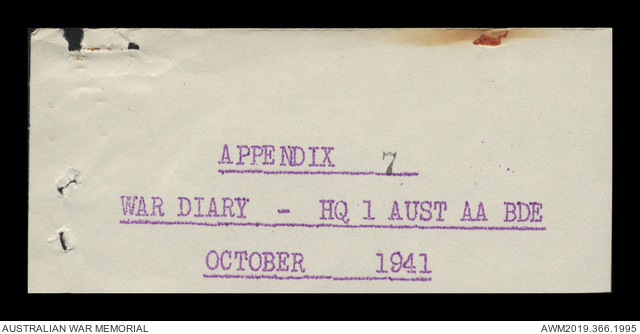 APPENDIX 7
WAR DIARY - HQ 1 AUST AA BDE
OCTOBER 1941
AUSTRALIAN WAR MEMORIAL AWM2019.366.1995